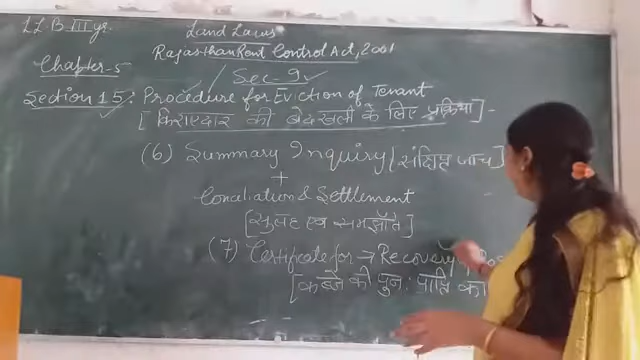 LL.B III yr.
Land Laws
Rajasthan Rent Control Act, 2001
Chapter-5
Sec-9
Section 15: Procedure for Eviction of Tenant
[किराएदार की बेदखली के लिए प्रक्रिया]-
(6) Summary Inquiry [संक्षिप्त जांच]
+
Conciliation & Settlement
[सुलह एवं समझौते]
(7) Certificate for → Recovery
[कब्जे की पुन: प्राप्ति का